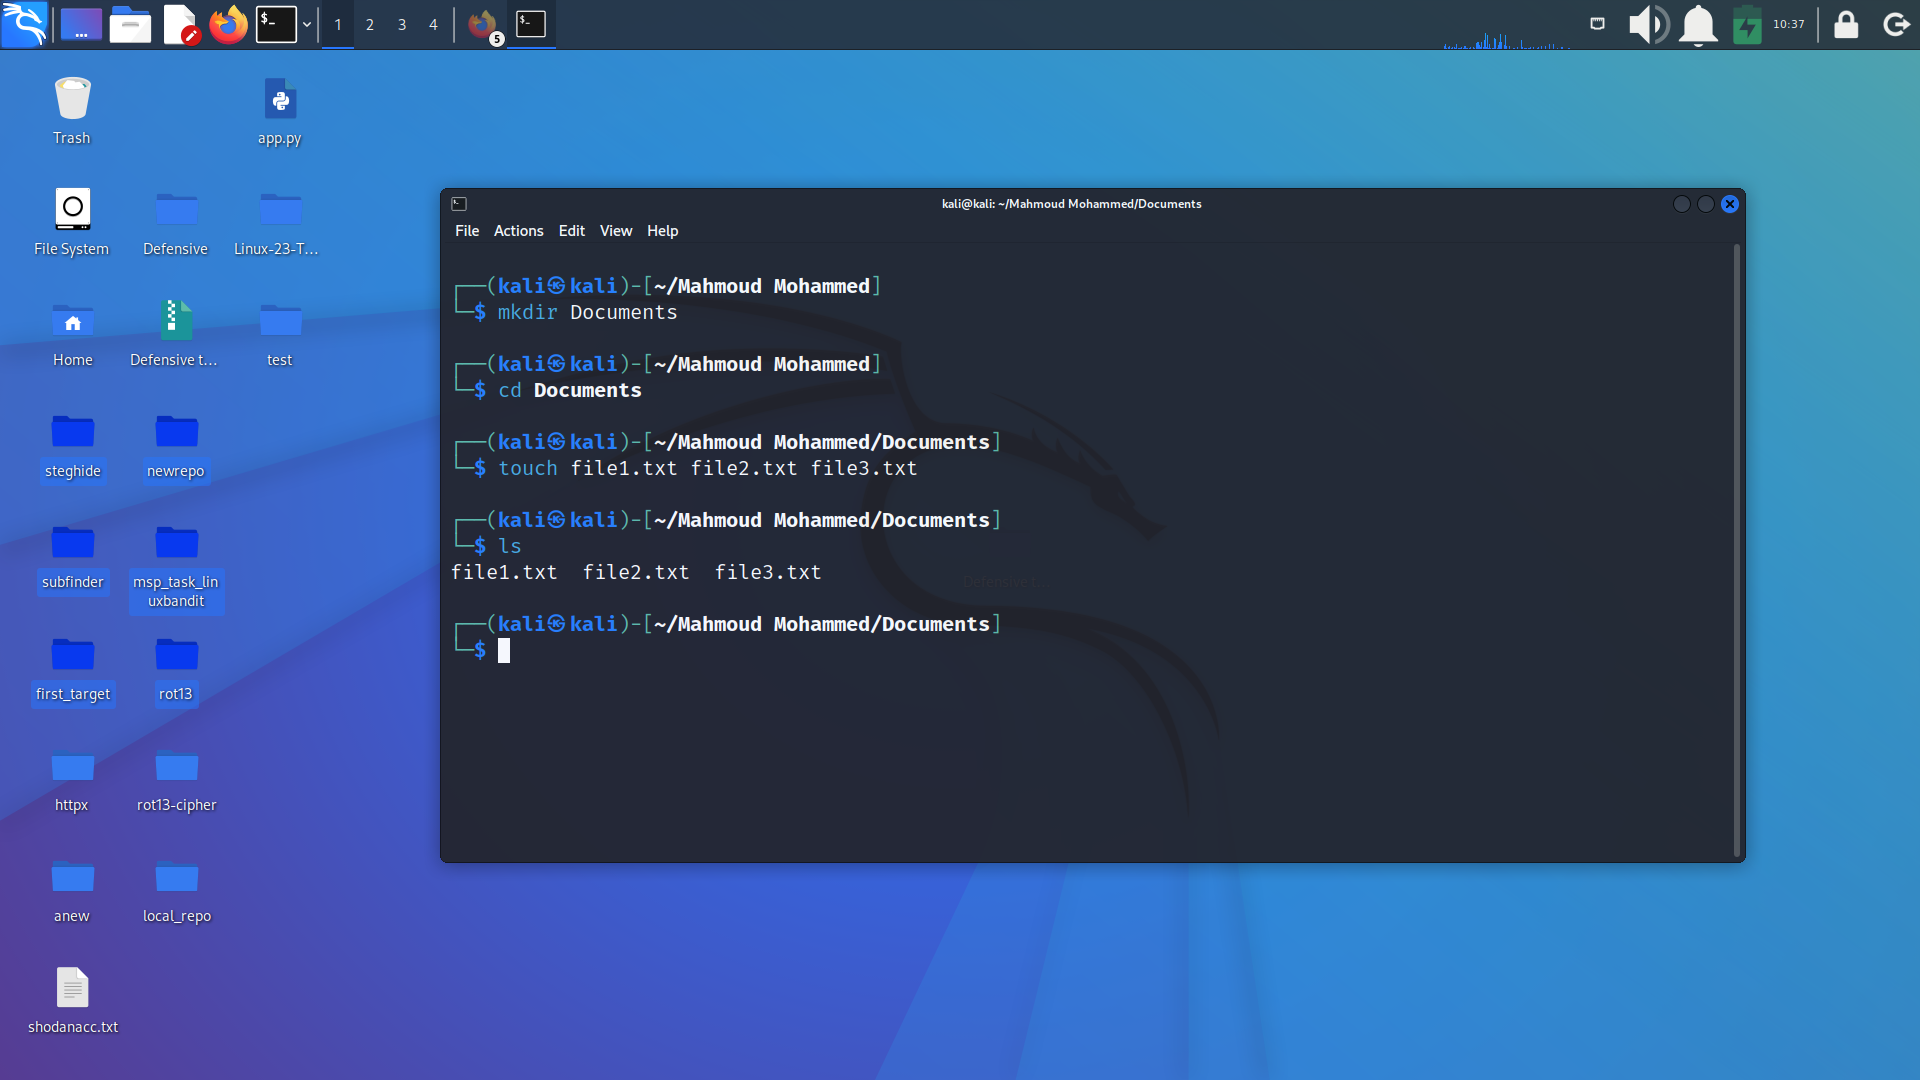 1 2 3 4
5
10:37
Trash
app.py
File System
Defensive
Linux-23-T...
Home
Defensive t...
test
steghide
newrepo
subfinder
msp_task_lin
uxbandit
first_target
rot13
httpx
rot13-cipher
anew
local_repo
shodanacc.txt
kali@kali: ~/Mahmoud Mohammed/Documents
File Actions Edit View Help
┌──(kali㉿kali)-[~/Mahmoud Mohammed]
└─$ mkdir Documents
┌──(kali㉿kali)-[~/Mahmoud Mohammed]
└─$ cd Documents
┌──(kali㉿kali)-[~/Mahmoud Mohammed/Documents]
└─$ touch file1.txt file2.txt file3.txt
┌──(kali㉿kali)-[~/Mahmoud Mohammed/Documents]
└─$ ls
file1.txt  file2.txt  file3.txt
┌──(kali㉿kali)-[~/Mahmoud Mohammed/Documents]
└─$